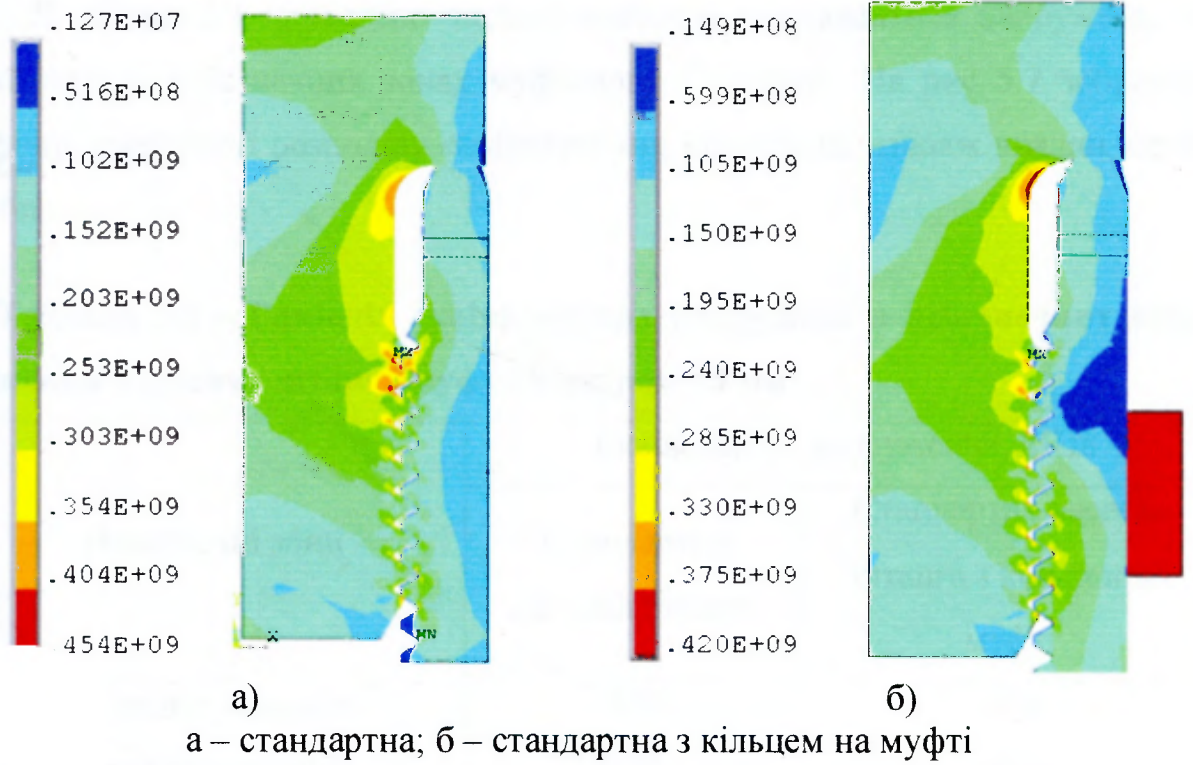 .127E+07
.516E+08
.102E+09
.152E+09
.203E+09
.253E+09
.303E+09
.354E+09
.404E+09
.454E+09
MX
X
MN
.149E+08
.599E+08
.105E+09
.150E+09
.195E+09
.240E+09
.285E+09
.330E+09
.375E+09
.420E+09
MX
а)
б)
а – стандартна; б – стандартна з кільцем на муфті